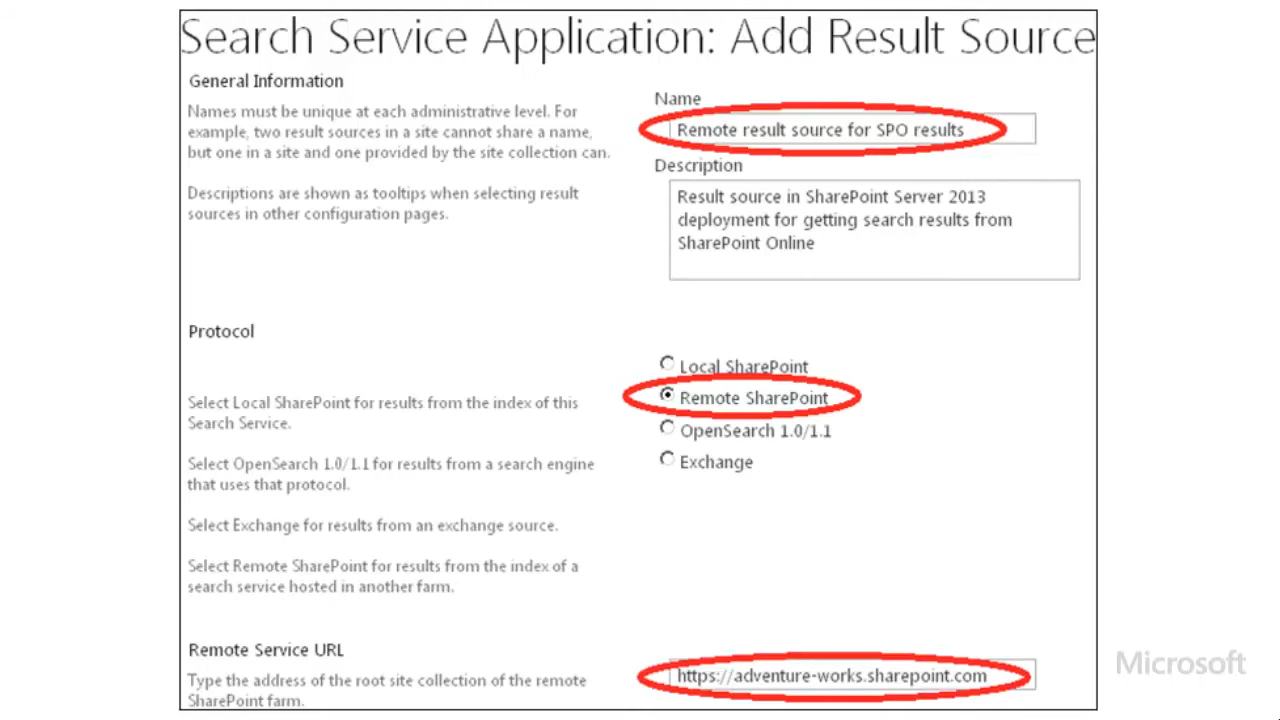 Search Service Application: Add Result Source
General Information
Names must be unique at each administrative level. For
example, two result sources in a site cannot share a name,
but one in a site and one provided by the site collection can.
Descriptions are shown as tooltips when selecting result
sources in other configuration pages.
Name
Remote result source for SPO results
Description
Result source in SharePoint Server 2013
deployment for getting search results from
SharePoint Online
Protocol
Select Local SharePoint for results from the index of this
Search Service.
Select OpenSearch 1.0/1.1 for results from a search engine
that uses that protocol.
Select Exchange for results from an exchange source.
Select Remote SharePoint for results from the index of a
search service hosted in another farm.
Local SharePoint
Remote SharePoint
OpenSearch 1.0/1.1
Exchange
Remote Service URL
Type the address of the root site collection of the remote
SharePoint farm.
https://adventure-works.sharepoint.com
Microsoft